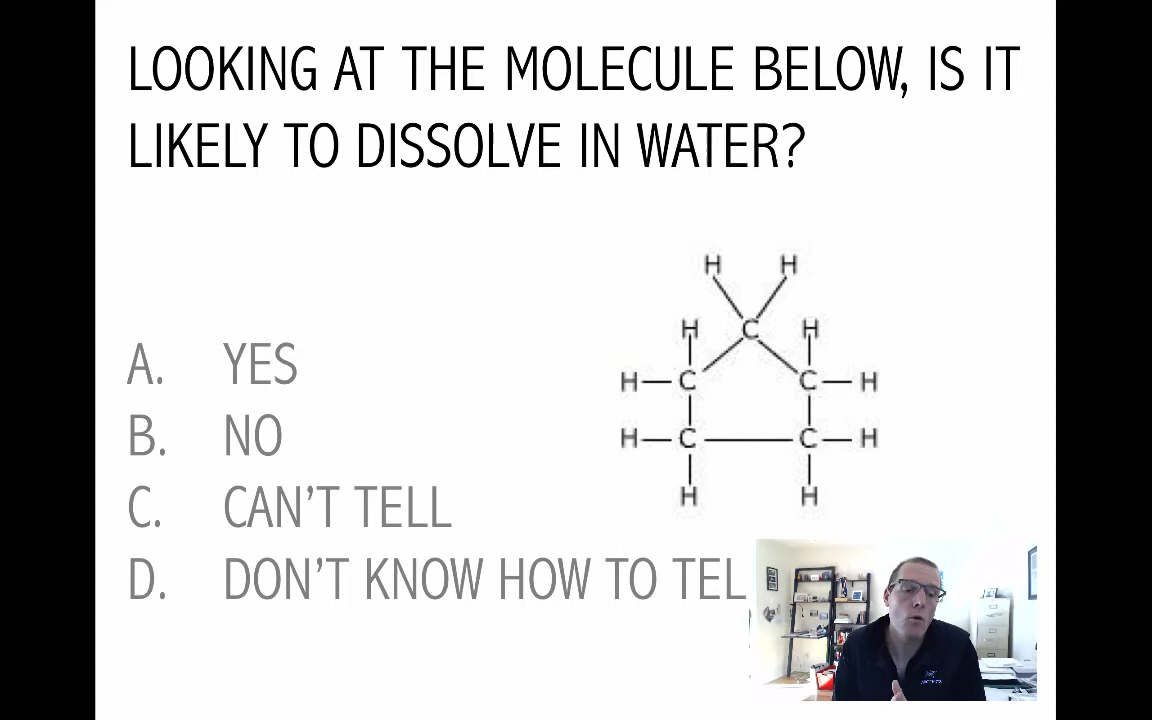 LOOKING AT THE MOLECULE BELOW, IS IT
LIKELY TO DISSOLVE IN WATER?
H H
H C H
A. YES
H—C C—H
B. NO
H—C C—H
H H
C. CAN'T TELL
D. DON'T KNOW HOW TO TEL